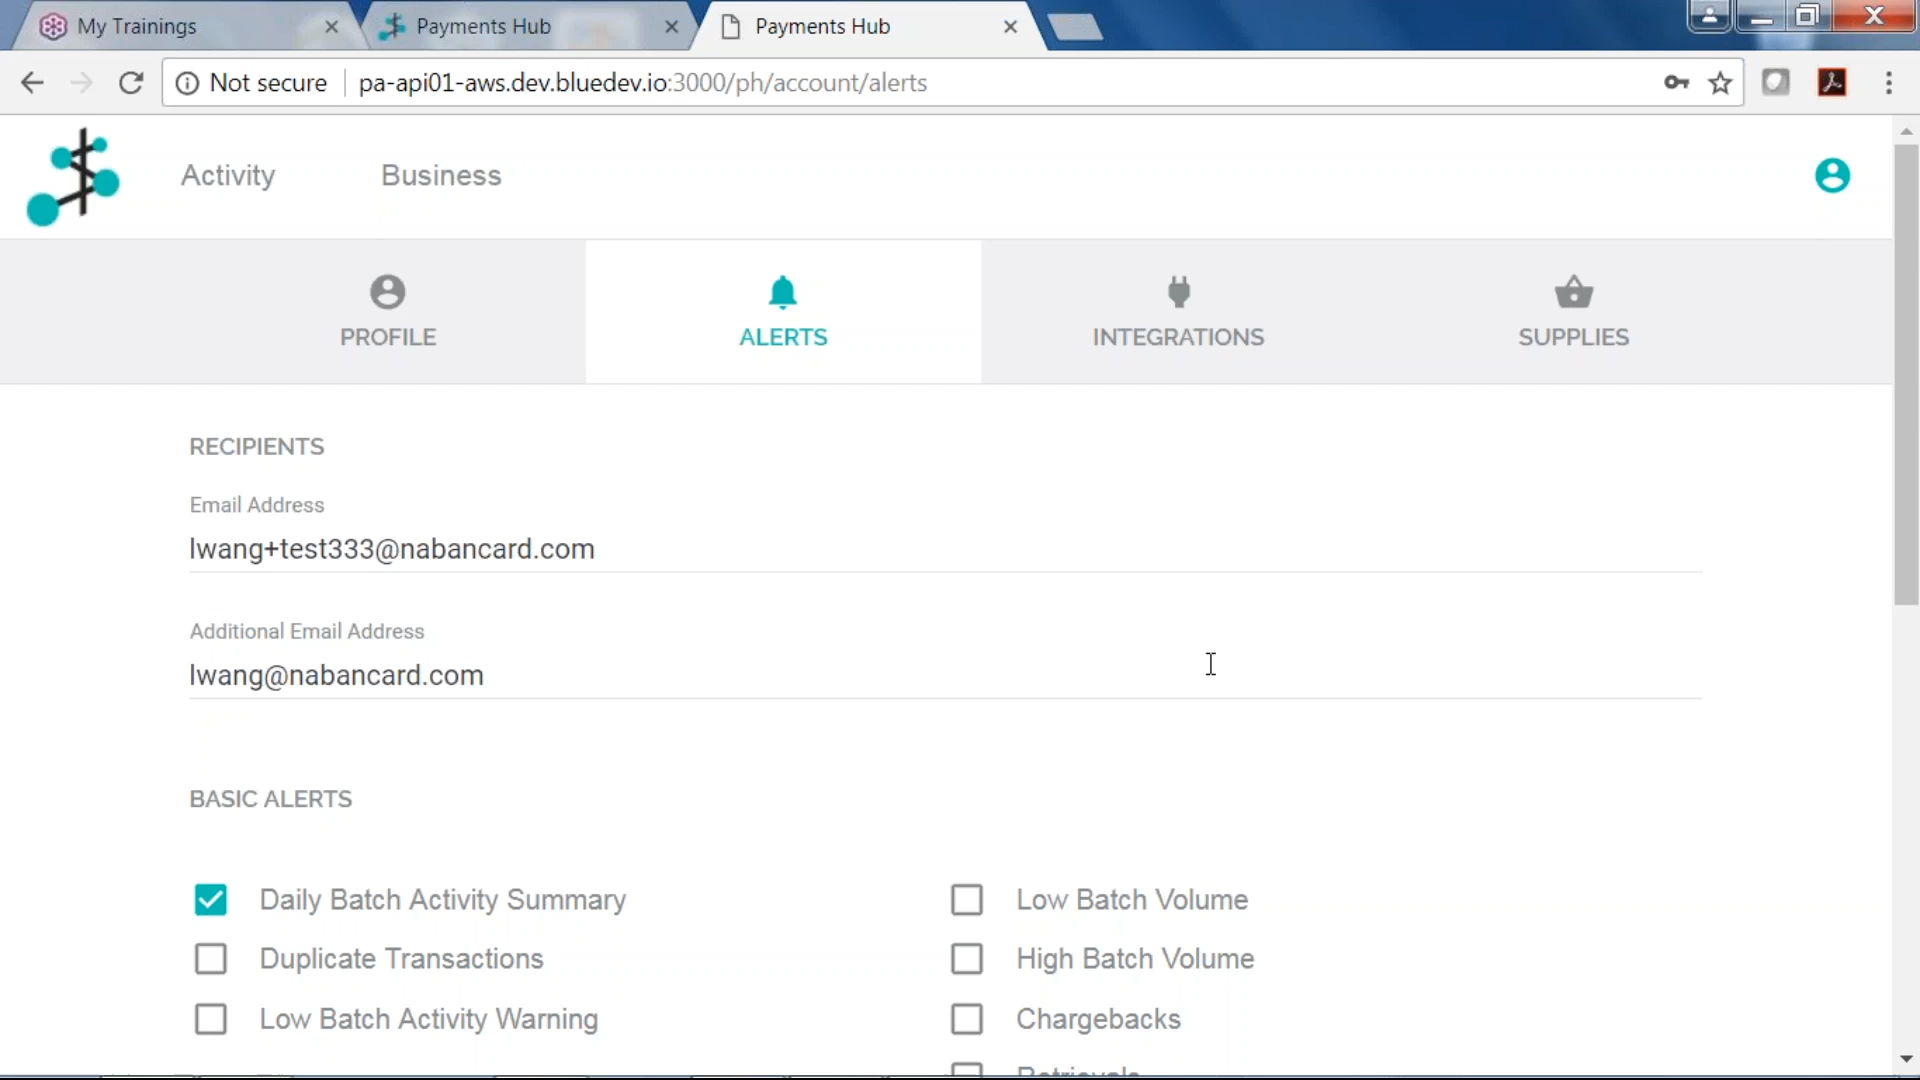 My Trainings
Payments Hub
Payments Hub
Not secure
pa-api01-aws.dev.bluedev.io:3000/ph/account/alerts
Activity
Business
PROFILE
ALERTS
INTEGRATIONS
SUPPLIES
RECIPIENTS
Email Address
lwang+test333@nabancard.com
Additional Email Address
lwang@nabancard.com
BASIC ALERTS
Daily Batch Activity Summary
Low Batch Volume
Duplicate Transactions
High Batch Volume
Low Batch Activity Warning
Chargebacks
Retrievals